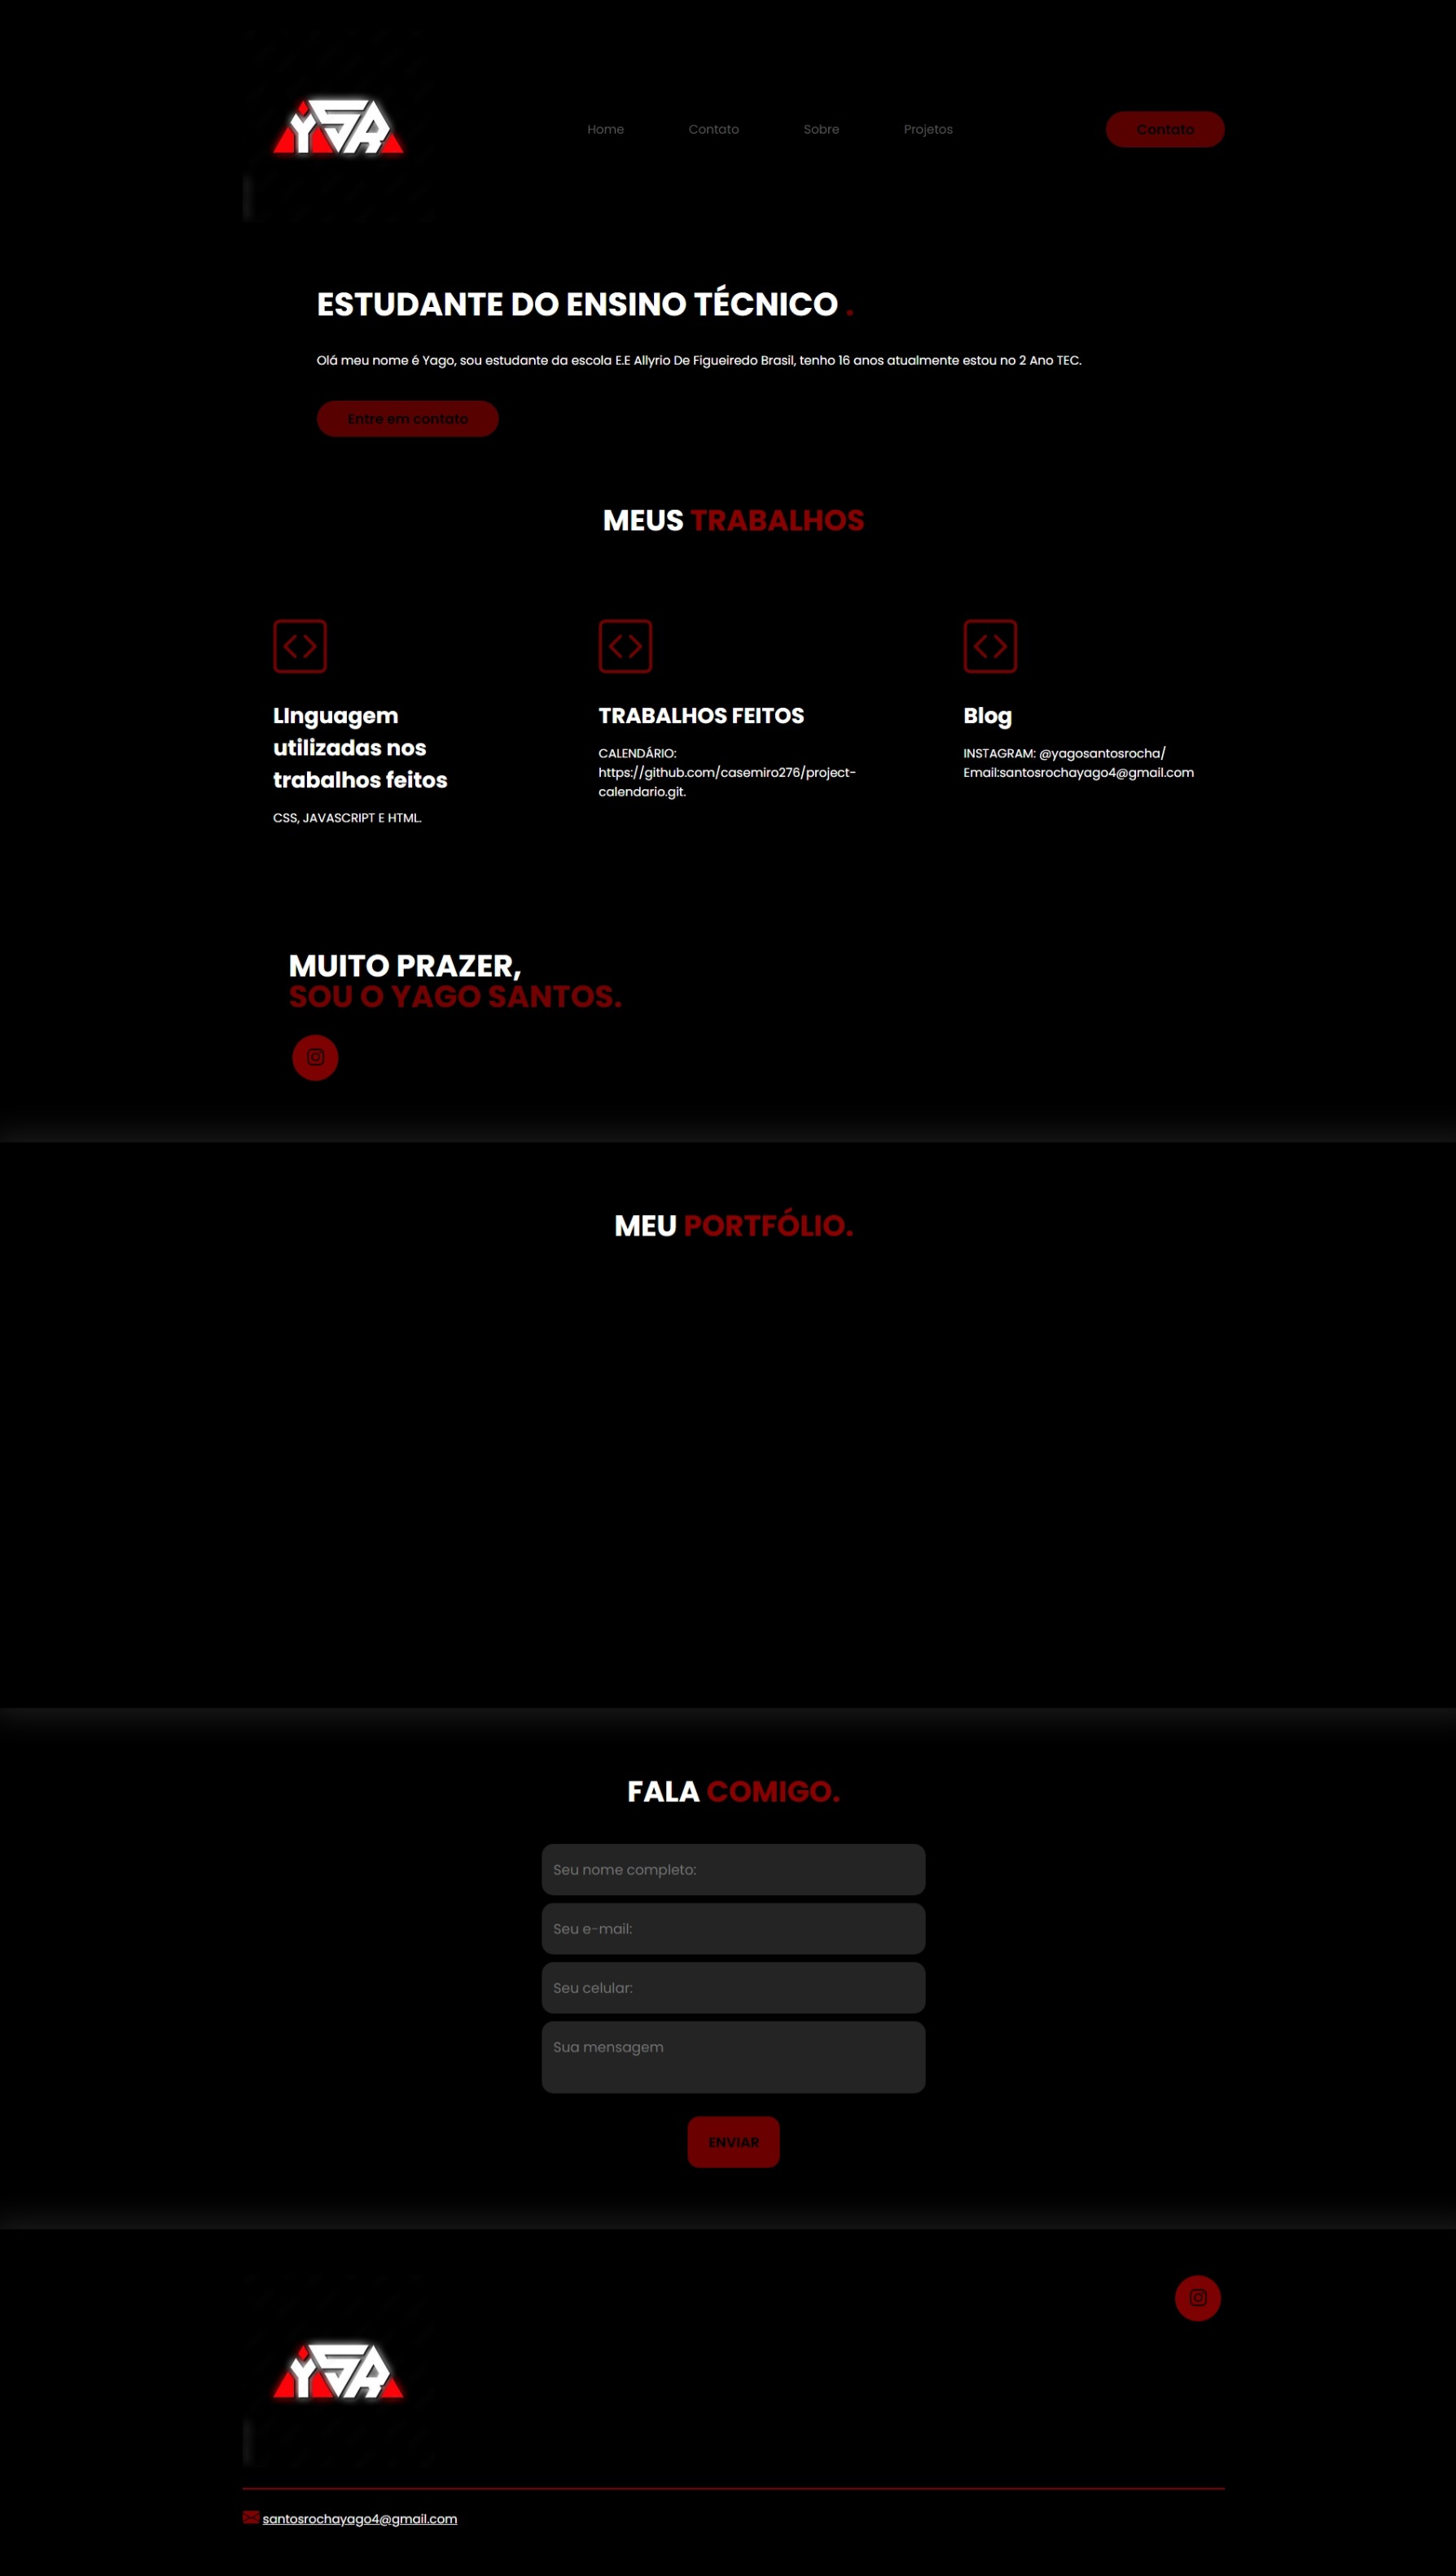 YSR
Home Contato Sobre Projetos Contato
ESTUDANTE DO ENSINO TÉCNICO .
Olá meu nome é Yago, sou estudante da escola E.E Allyrio De Figueiredo Brasil, tenho 16 anos atualmente estou no 2 Ano TEC.
Entre em contato
MEUS TRABALHOS
LInguagem
utilizadas nos
trabalhos feitos
CSS, JAVASCRIPT E HTML.
TRABALHOS FEITOS
CALENDÁRIO:
https://github.com/casemiro276/project-
calendario.git.
Blog
INSTAGRAM: @yagosantosrocha/
Email:santosrochayago4@gmail.com
MUITO PRAZER,
SOU O YAGO SANTOS.
MEU PORTFÓLIO.
FALA COMIGO.
Seu nome completo:
Seu e-mail:
Seu celular:
Sua mensagem
ENVIAR
YSR
santosrochayago4@gmail.com